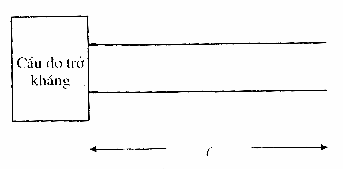 Cầu đo trở
kháng
ℓ